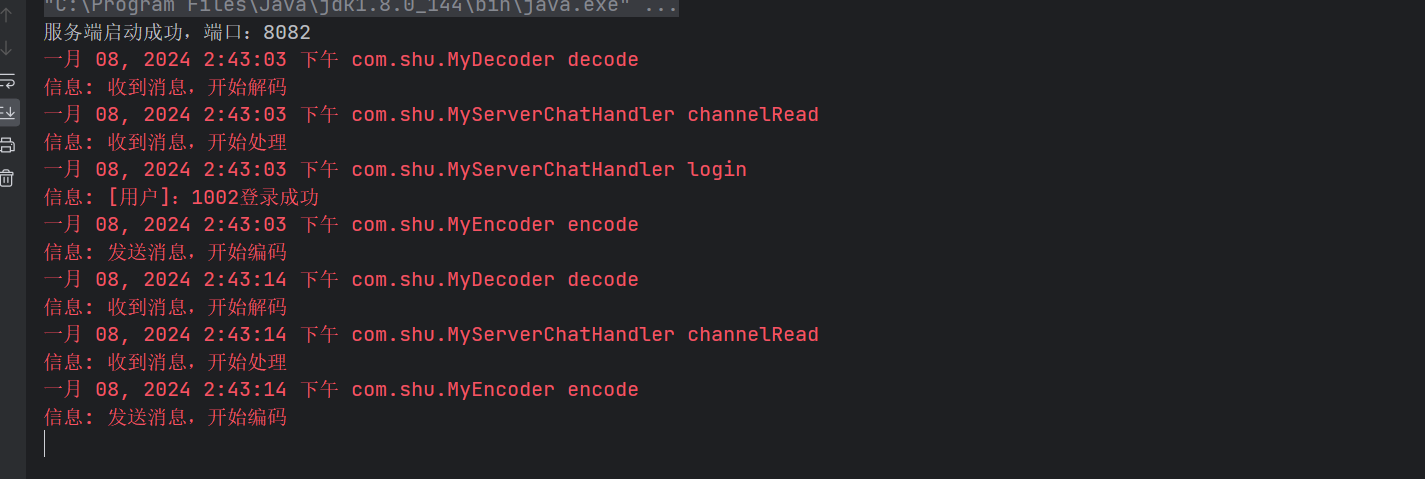 "C:\Program Files\Java\jdk1.8.0_144\bin\java.exe" ...
服务端启动成功，端口：8082
一月 08, 2024 2:43:03 下午 com.shu.MyDecoder decode
信息: 收到消息，开始解码
一月 08, 2024 2:43:03 下午 com.shu.MyServerChatHandler channelRead
信息: 收到消息，开始处理
一月 08, 2024 2:43:03 下午 com.shu.MyServerChatHandler login
信息: [用户]：1002登录成功
一月 08, 2024 2:43:03 下午 com.shu.MyEncoder encode
信息: 发送消息，开始编码
一月 08, 2024 2:43:14 下午 com.shu.MyDecoder decode
信息: 收到消息，开始解码
一月 08, 2024 2:43:14 下午 com.shu.MyServerChatHandler channelRead
信息: 收到消息，开始处理
一月 08, 2024 2:43:14 下午 com.shu.MyEncoder encode
信息: 发送消息，开始编码